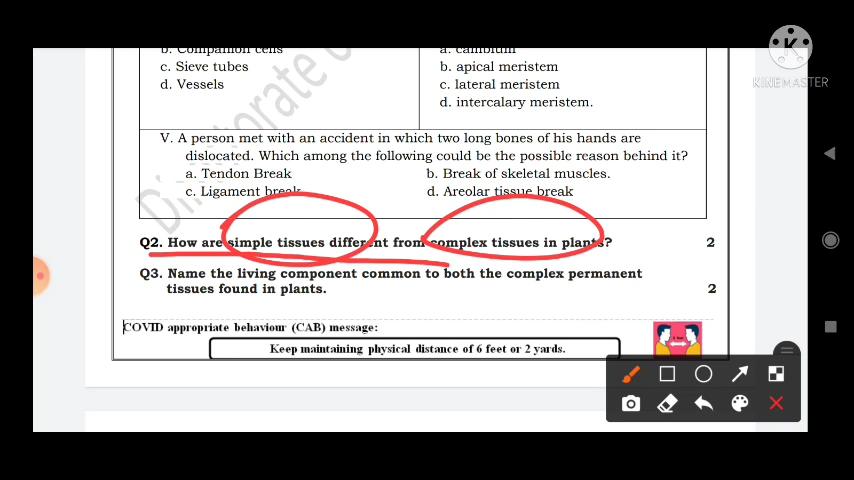 b. Companion cells
a. cambium
c. Sieve tubes
b. apical meristem
d. Vessels
c. lateral meristem
d. intercalary meristem.
KINEMASTER
V. A person met with an accident in which two long bones of his hands are
dislocated. Which among the following could be the possible reason behind it?
a. Tendon Break
b. Break of skeletal muscles.
c. Ligament break
d. Areolar tissue break
Q2. How are simple tissues different from complex tissues in plants? 2
Q3. Name the living component common to both the complex permanent
tissues found in plants. 2
COVID appropriate behaviour (CAB) message:
Keep maintaining physical distance of 6 feet or 2 yards.